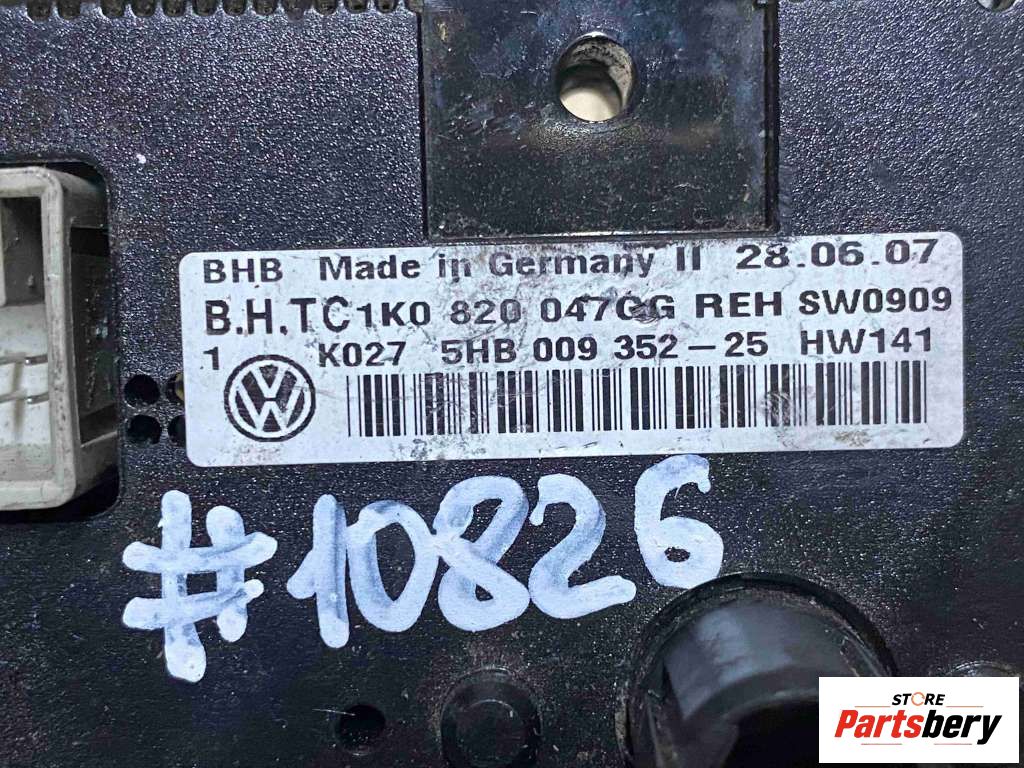 BHB Made in Germany II 28.06.07
B.H.TC 1K0 820 047GG REH SW0909
1 K027 5HB 009 352-25 HW141
#10826
STORE
Partsbery